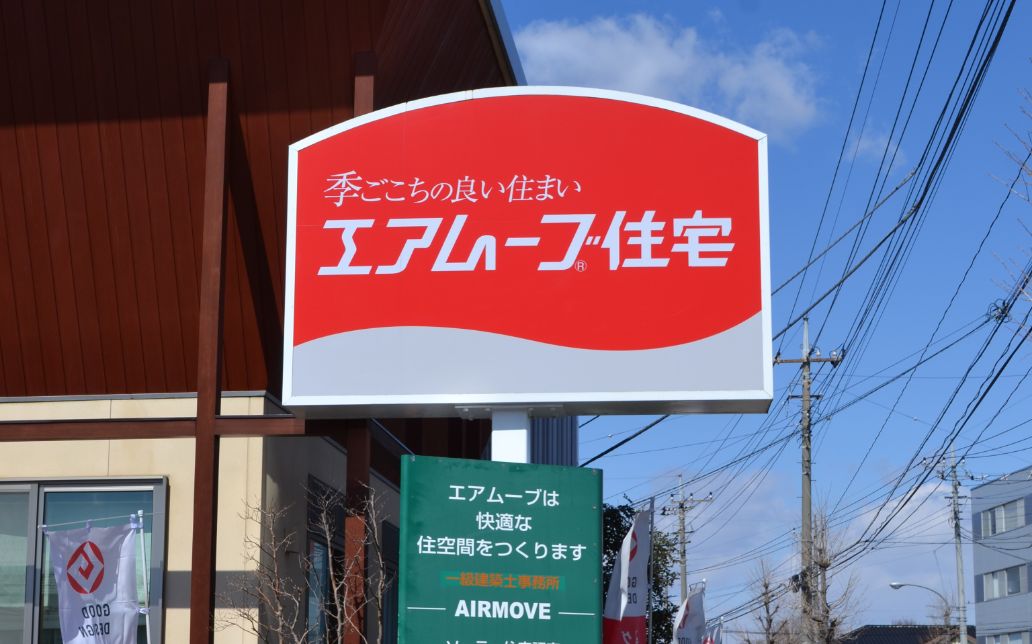 季ごこちの良い住まい
エアムーブ®住宅
エアムーブは
快適な
住空間をつくります
一級建築士事務所
AIRMOVE
GOOD
DESIGN